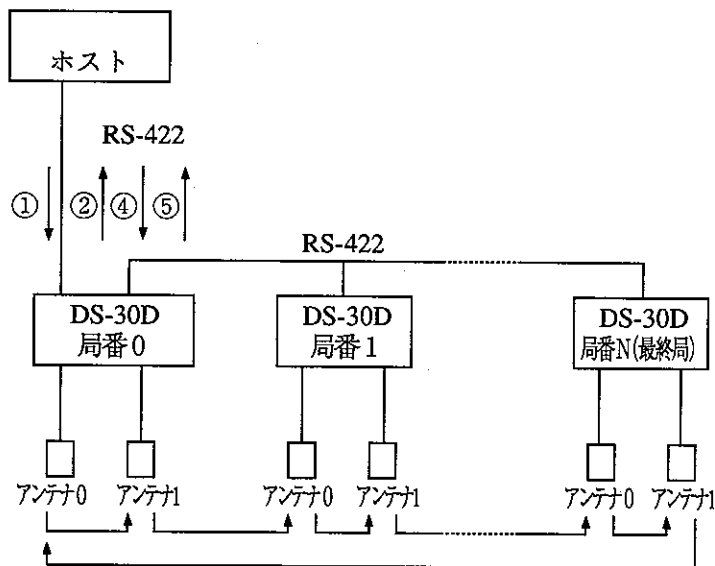 ホスト
RS-422
① ② ④ ⑤
RS-422
DS-30D
局番0
DS-30D
局番1
DS-30D
局番N(最終局)
アンテナ0 アンテナ1
アンテナ0 アンテナ1
アンテナ0 アンテナ1